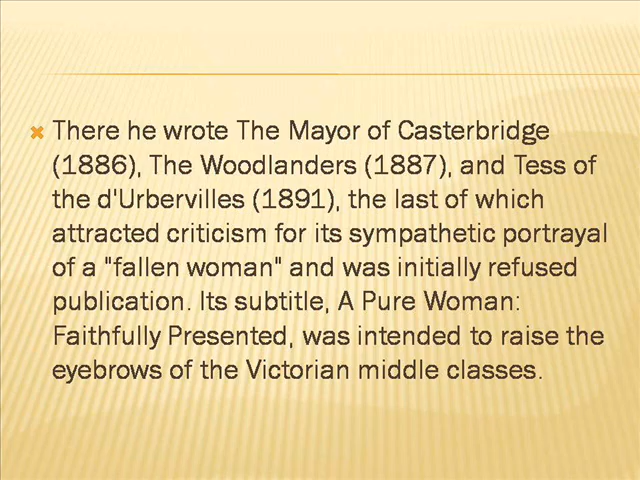 There he wrote The Mayor of Casterbridge
(1886), The Woodlanders (1887), and Tess of
the d'Urbervilles (1891), the last of which
attracted criticism for its sympathetic portrayal
of a "fallen woman" and was initially refused
publication. Its subtitle, A Pure Woman:
Faithfully Presented, was intended to raise the
eyebrows of the Victorian middle classes.